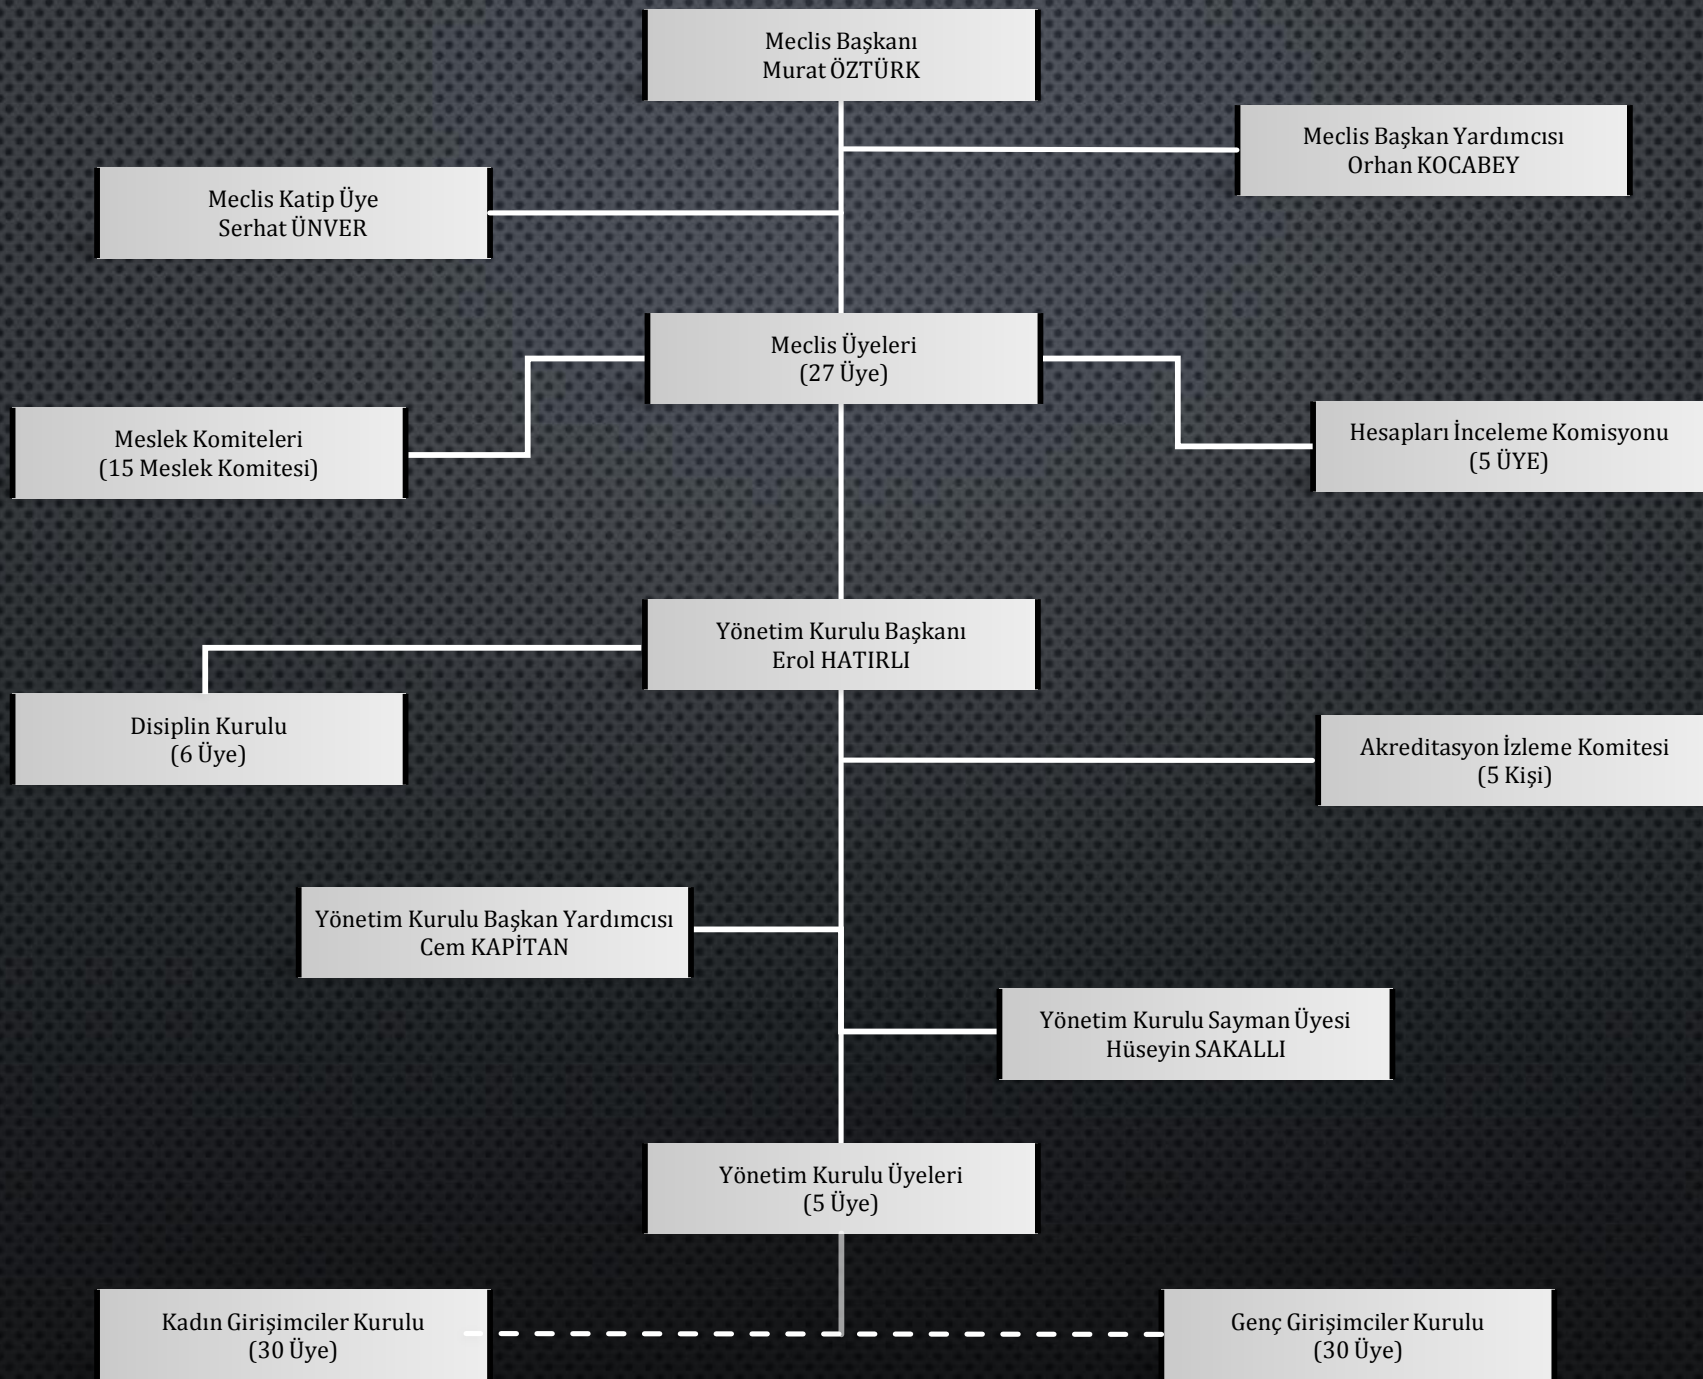 Meclis Başkanı
Murat ÖZTÜRK
Meclis Başkan Yardımcısı
Orhan KOCABEY
Meclis Katip Üye
Serhat ÜNVER
Meclis Üyeleri
(27 Üye)
Meslek Komiteleri
(15 Meslek Komitesi)
Hesapları İnceleme Komisyonu
(5 ÜYE)
Yönetim Kurulu Başkanı
Erol HATIRLI
Disiplin Kurulu
(6 Üye)
Akreditasyon İzleme Komitesi
(5 Kişi)
Yönetim Kurulu Başkan Yardımcısı
Cem KAPİTAN
Yönetim Kurulu Sayman Üyesi
Hüseyin SAKALLI
Yönetim Kurulu Üyeleri
(5 Üye)
Kadın Girişimciler Kurulu
(30 Üye)
Genç Girişimciler Kurulu
(30 Üye)